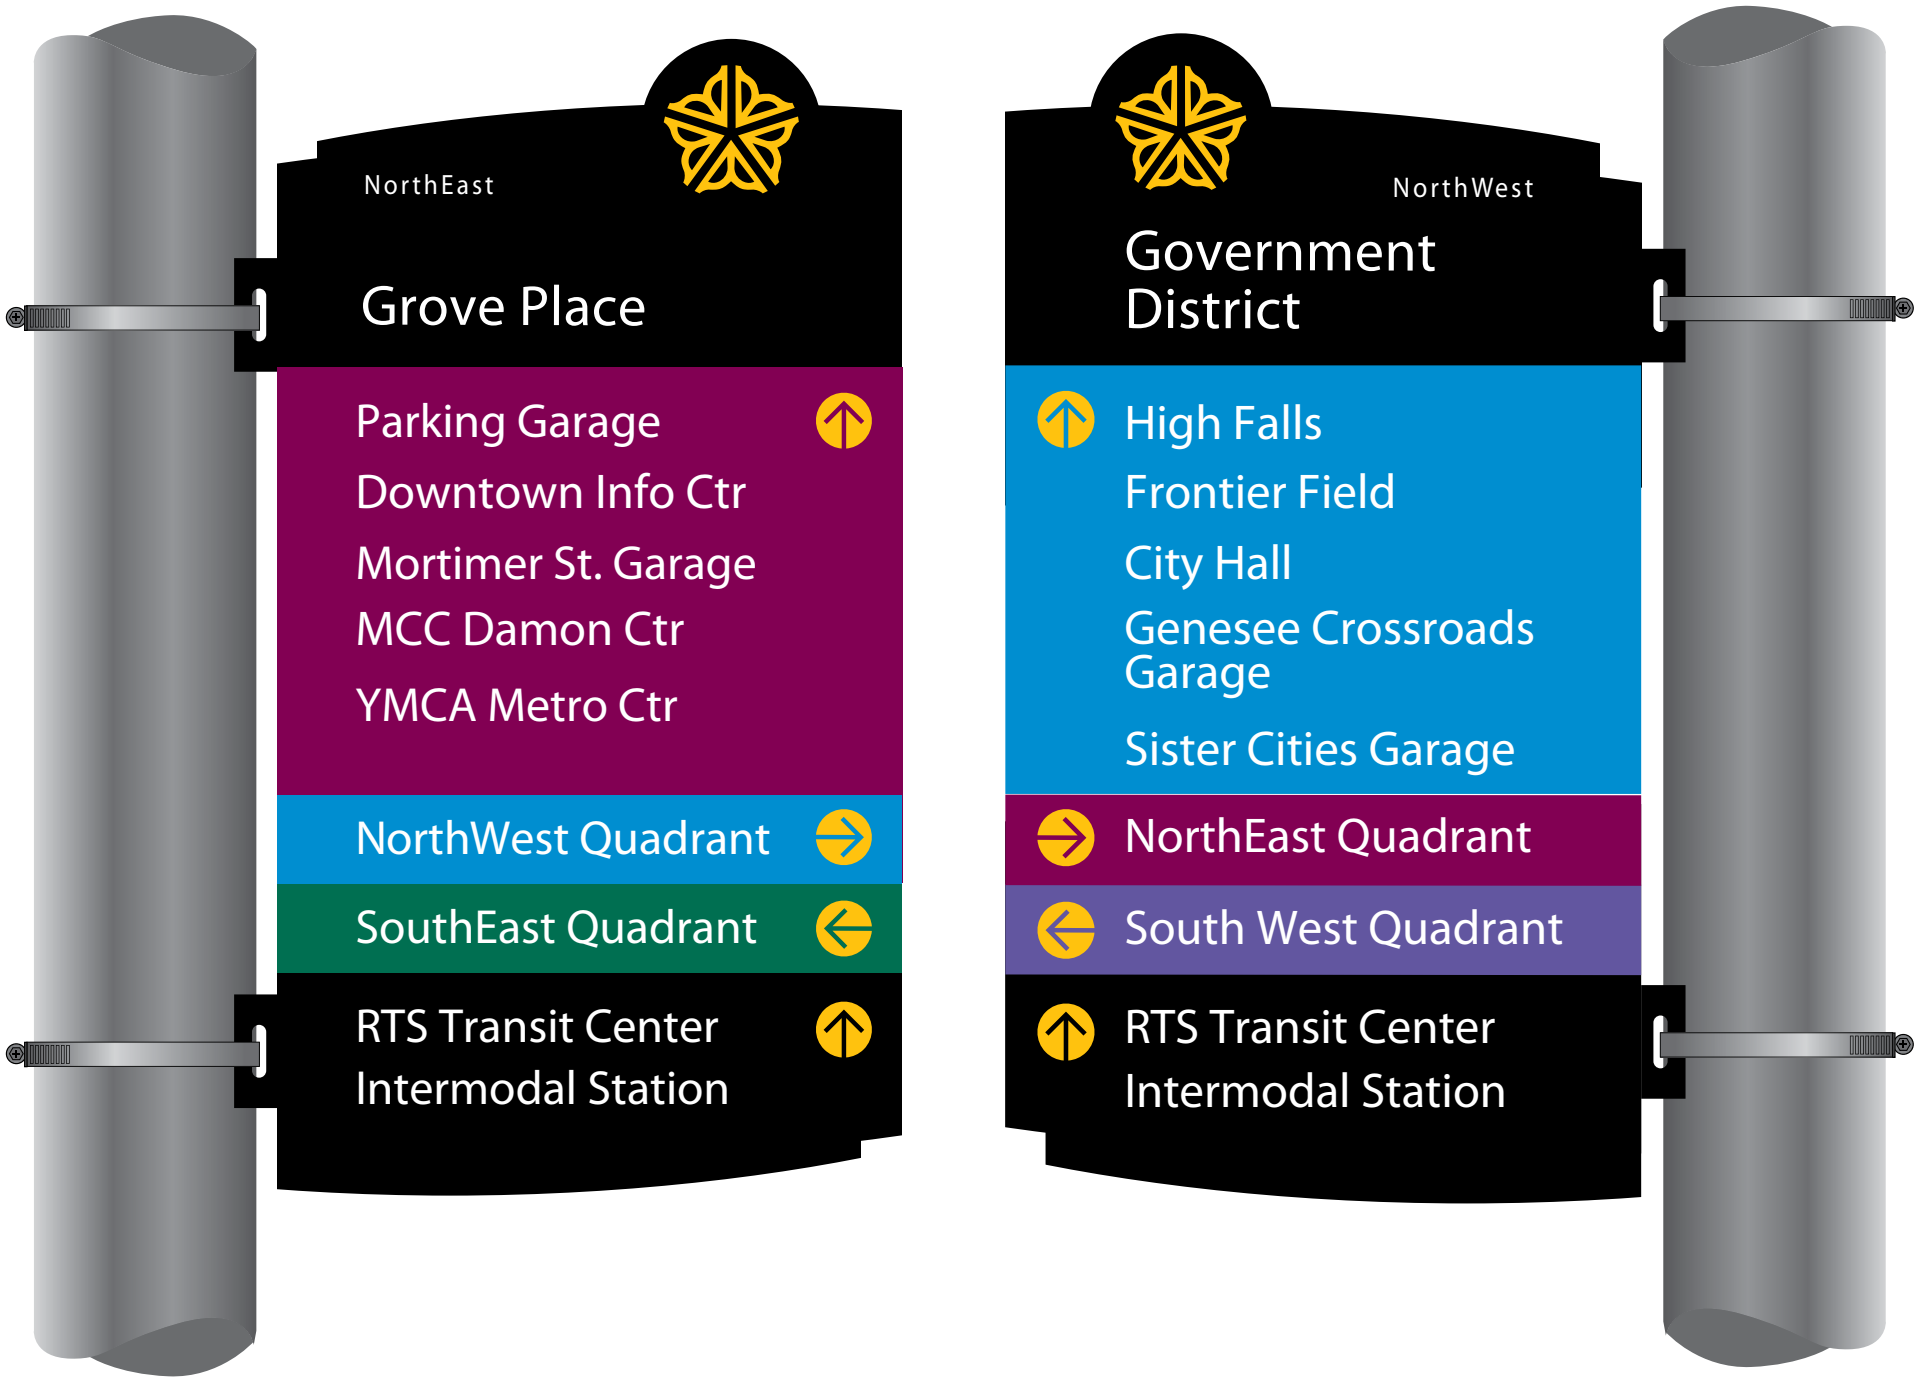 NorthEast
Grove Place
Parking Garage
Downtown Info Ctr
Mortimer St. Garage
MCC Damon Ctr
YMCA Metro Ctr
NorthWest Quadrant
SouthEast Quadrant
RTS Transit Center
Intermodal Station
NorthWest
Government
District
High Falls
Frontier Field
City Hall
Genesee Crossroads
Garage
Sister Cities Garage
NorthEast Quadrant
South West Quadrant
RTS Transit Center
Intermodal Station